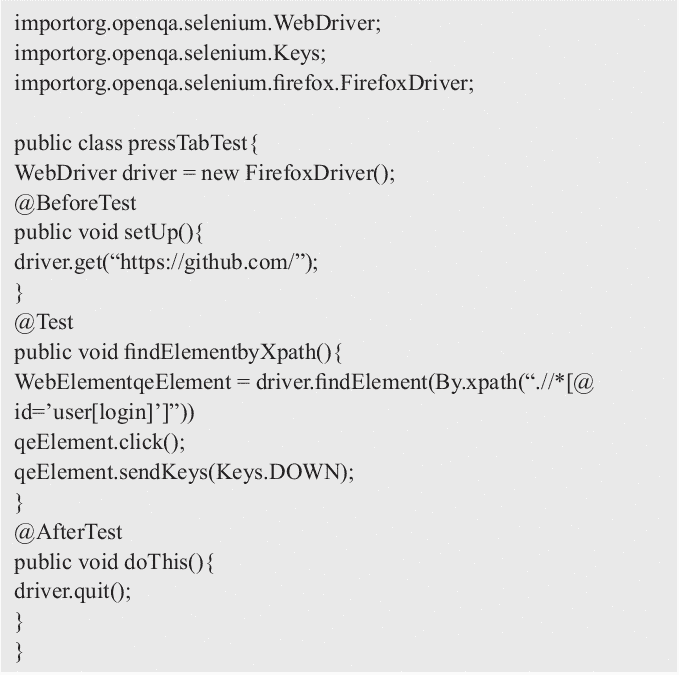 importorg.openqa.selenium.WebDriver;
importorg.openqa.selenium.Keys;
importorg.openqa.selenium.firefox.FirefoxDriver;

public class pressTabTest{
WebDriver driver = new FirefoxDriver();
@BeforeTest
public void setUp(){
driver.get(“https://github.com/”);
}
@Test
public void findElementbyXpath(){
WebElementqeElement = driver.findElement(By.xpath(“.//*[@
id=’user[login]’]”))
qeElement.click();
qeElement.sendKeys(Keys.DOWN);
}
@AfterTest
public void doThis(){
driver.quit();
}
}